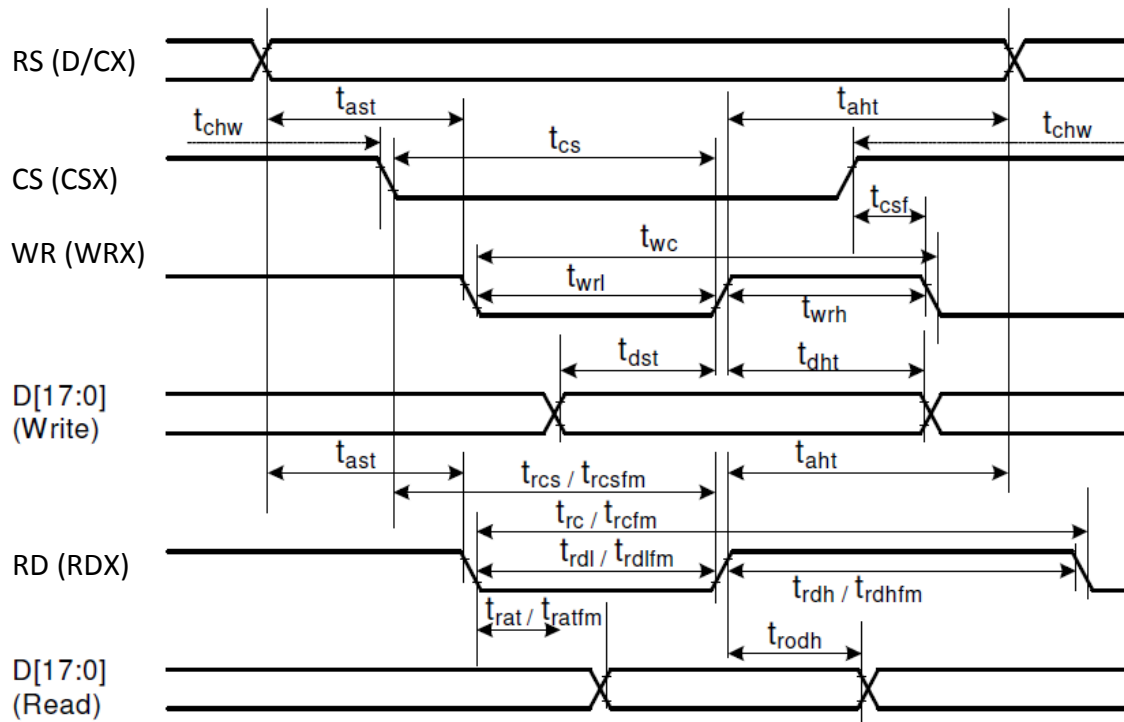 RS (D/CX)
tast
taht
tchw
tchw
tcs
CS (CSX)
tcsf
WR (WRX)
twc
twrl
twrh
tdst
tdht
D[17:0]
(Write)
tast
taht
trcs / trcsfm
trc / trcfm
RD (RDX)
trdl / trdlfm
trdh / trdhfm
trat / tratfm
trodh
D[17:0]
(Read)